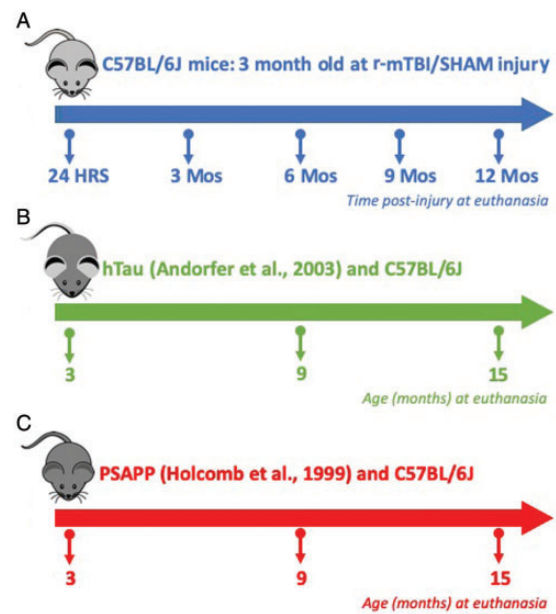 A
C57BL/6J mice: 3 month old at r-mTBI/SHAM injury
24 HRS 3 Mos 6 Mos 9 Mos 12 Mos
Time post-injury at euthanasia
B
hTau (Andorfer et al., 2003) and C57BL/6J
3 9 15
Age (months) at euthanasia
C
PSAPP (Holcomb et al., 1999) and C57BL/6J
3 9 15
Age (months) at euthanasia